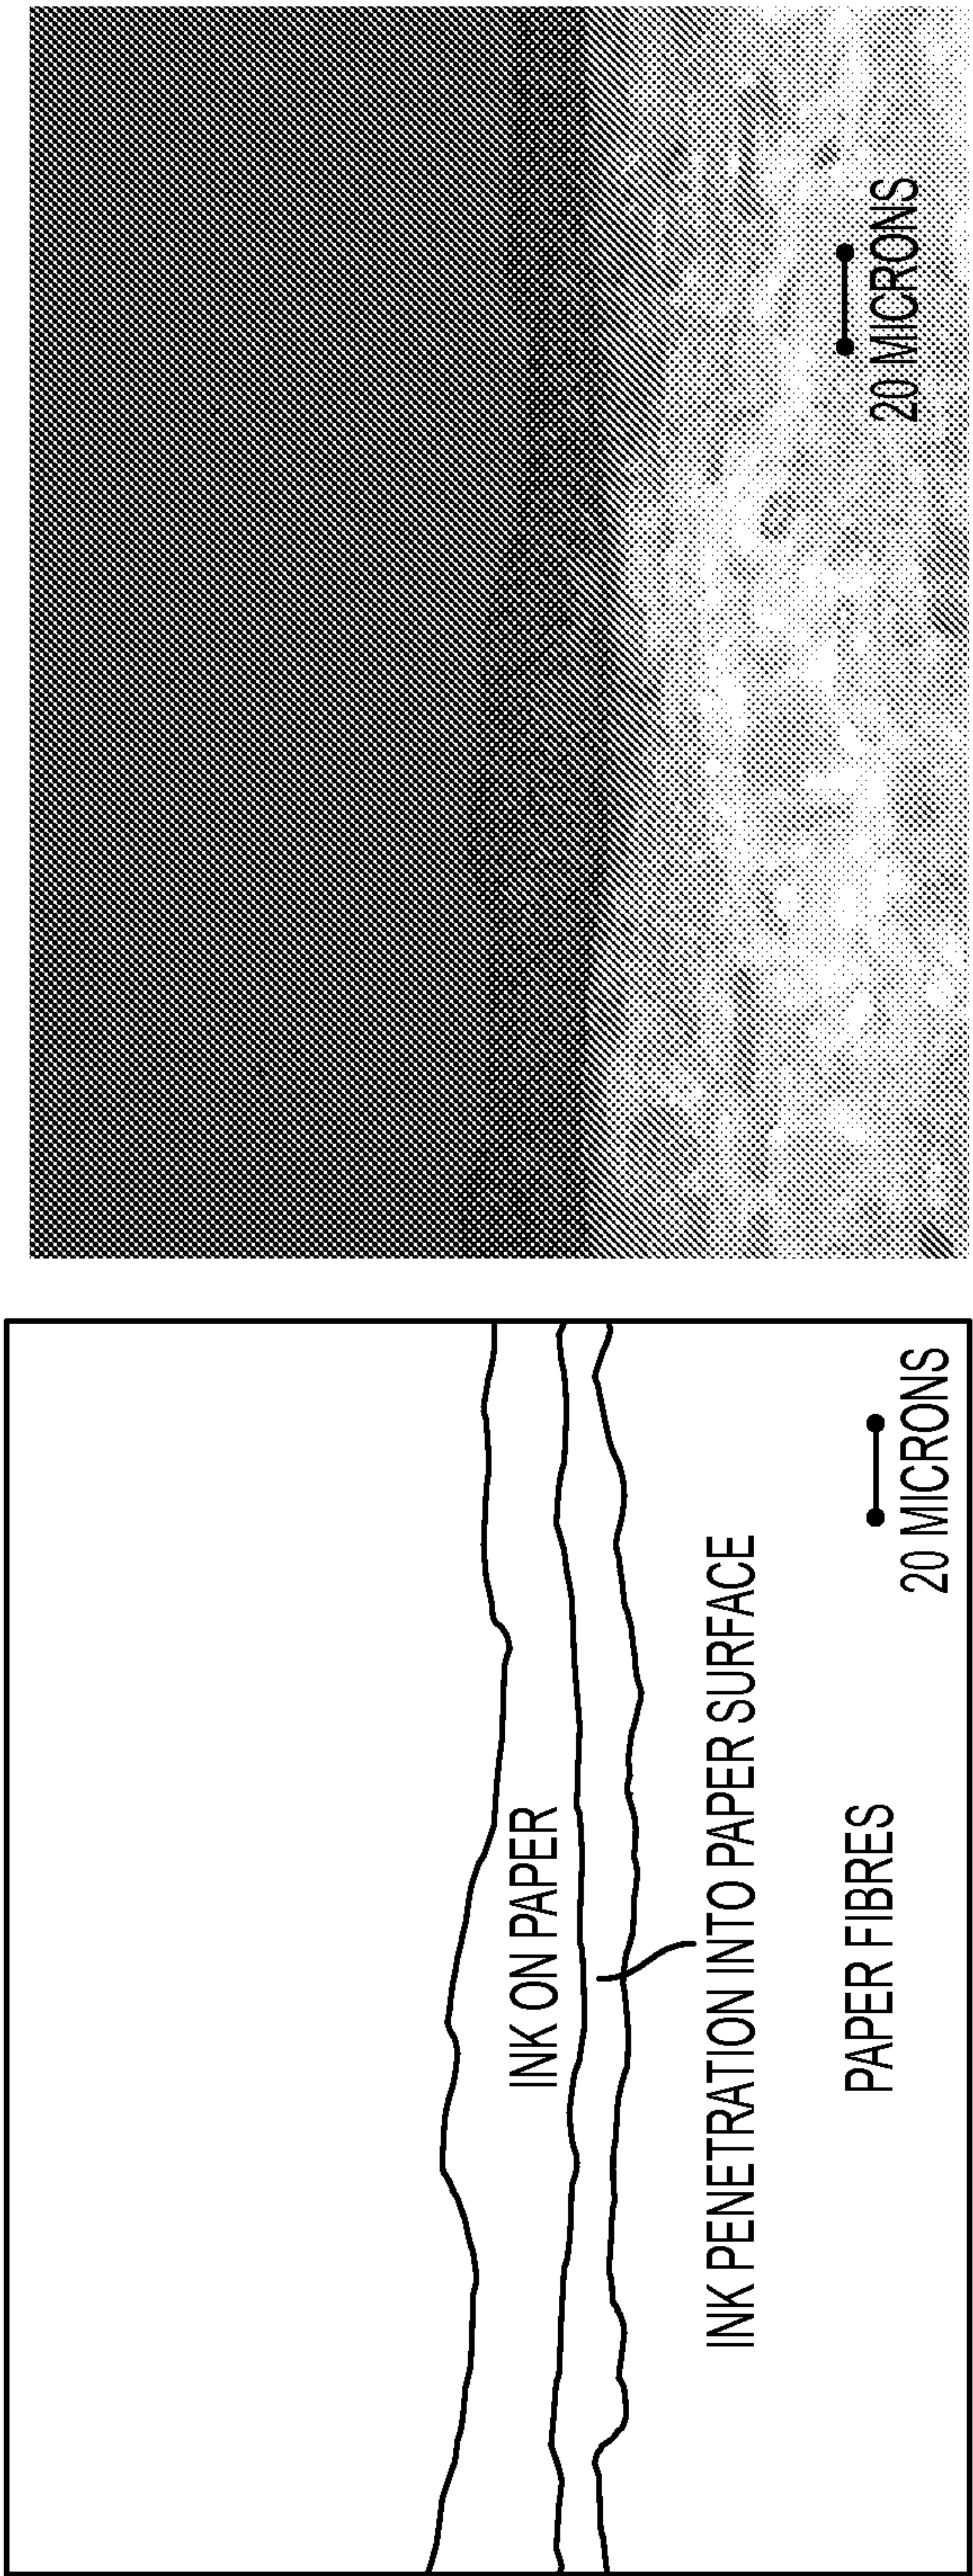 INK ON PAPER
INK PENETRATION INTO PAPER SURFACE
PAPER FIBRES
20 MICRONS
20 MICRONS